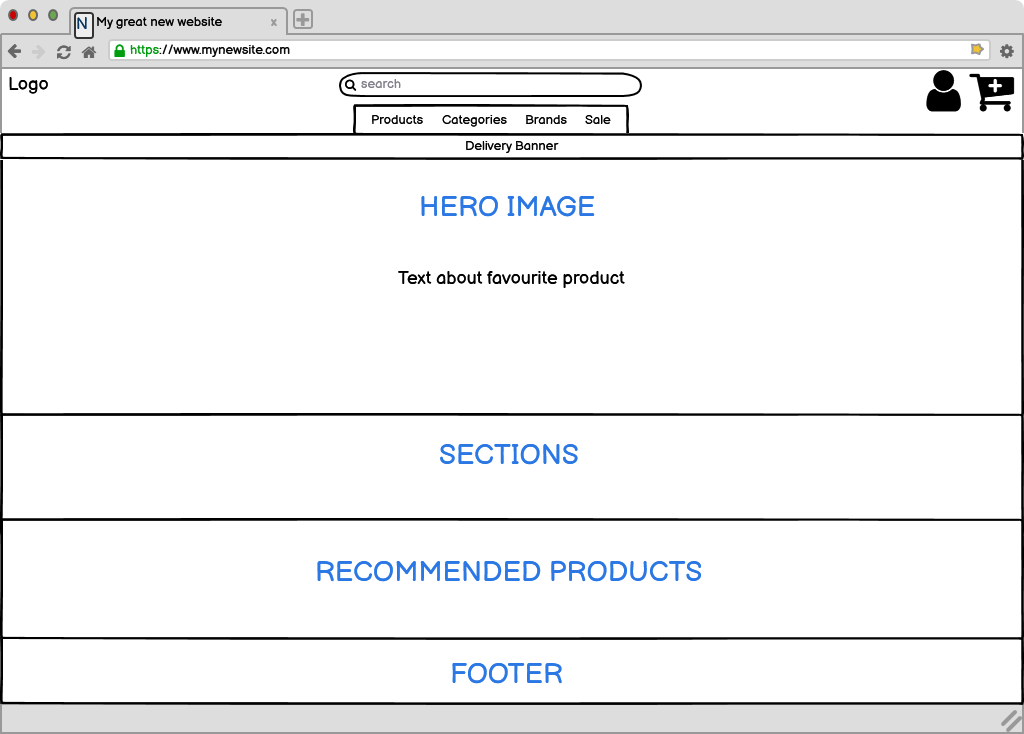 N My great new website x
https://www.mynewsite.com
Logo
search
Products Categories Brands Sale
Delivery Banner
HERO IMAGE
Text about favourite product
SECTIONS
RECOMMENDED PRODUCTS
FOOTER